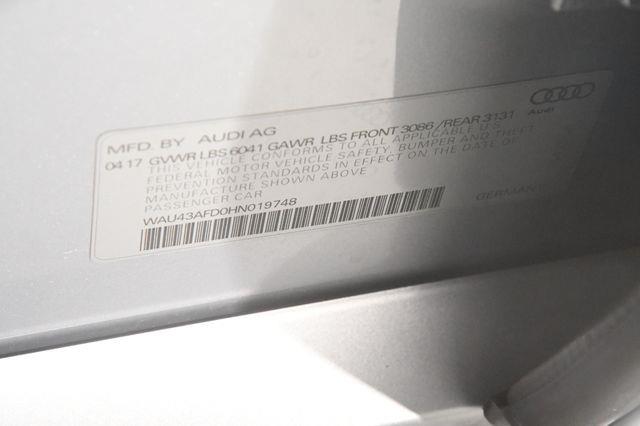 MFD. BY AUDI AG
Audi
04 17 GVWR LBS 6041 GAWR LBS FRONT 3086 / REAR 3131
THIS VEHICLE CONFORMS TO ALL APPLICABLE U.S.
FEDERAL MOTOR VEHICLE SAFETY, BUMPER AND THEFT
PREVENTION STANDARDS IN EFFECT ON THE DATE OF
MANUFACTURE SHOWN ABOVE
PASSENGER CAR
GERMANY
WAU43AFD0HN019748